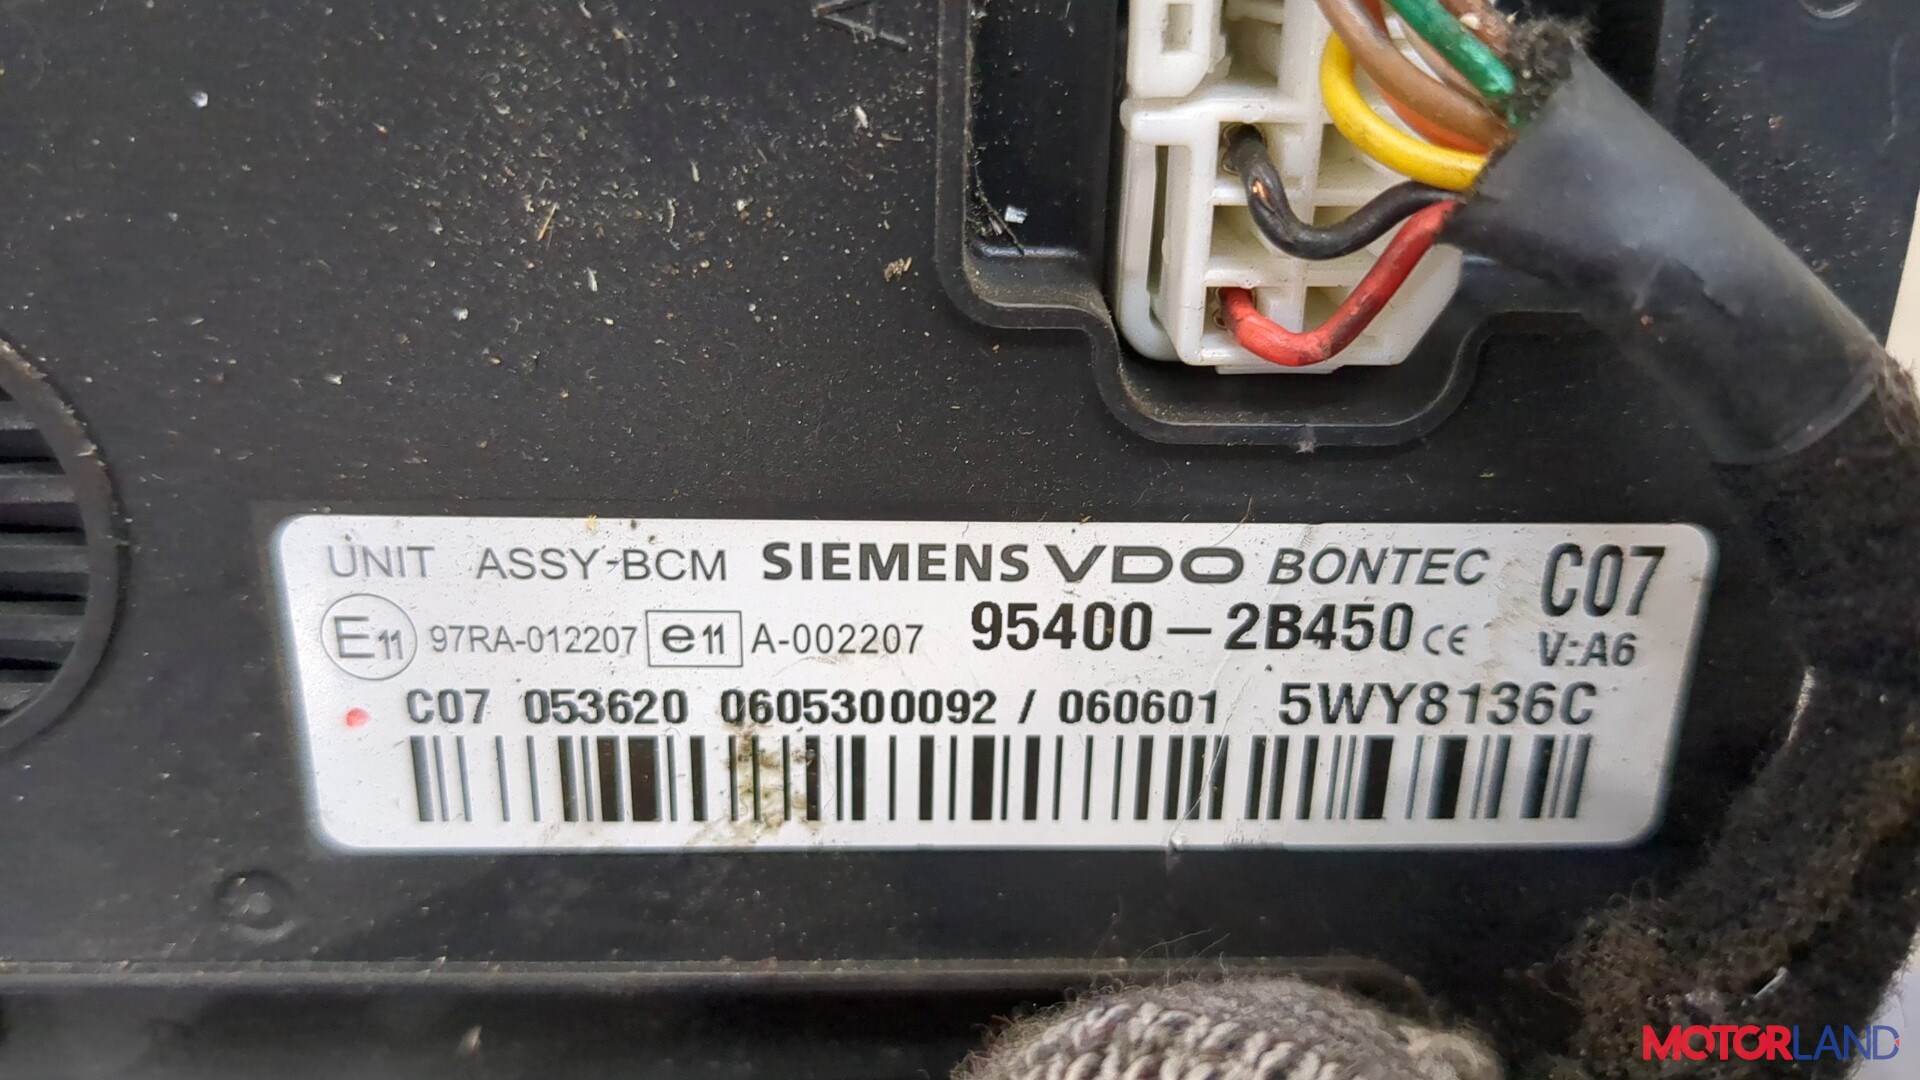 UNIT ASSY-BCM SIEMENS VDO BONTEC C07
E11 97RA-012207 e11 A-002207 95400-2B450 CE V:A6
C07 053620 0605300092 / 060601 5WY8136C
MOTORLAND